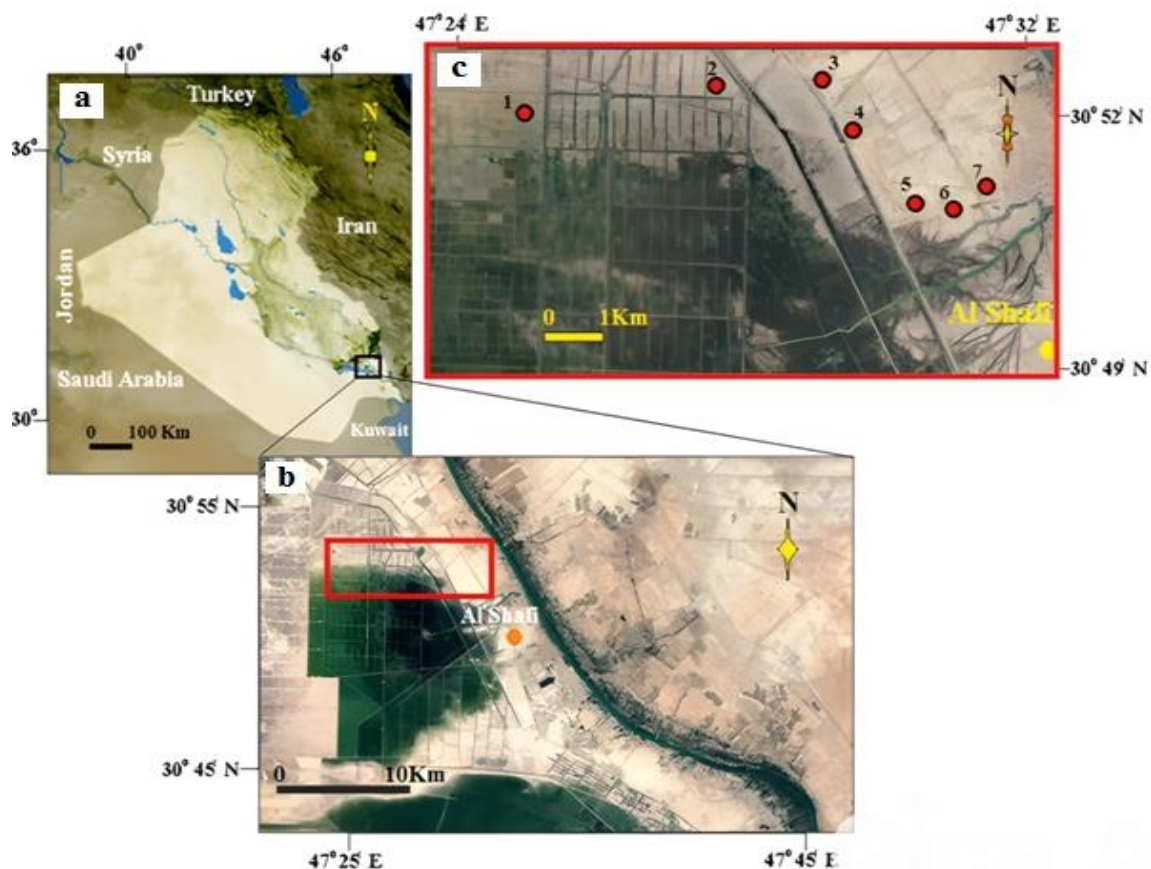 40°
46°
a
Turkey
N
36°
Syria
Iran
Jordan
Saudi Arabia
30°
0 100 Km
Kuwait
47° 24' E
47° 32' E
c
1
2
3
4
N
30° 52' N
5
6
7
0 1Km
Al Shafi
30° 49' N
b
30° 55' N
N
Al Shafi
30° 45' N
0 10Km
47° 25' E
47° 45' E